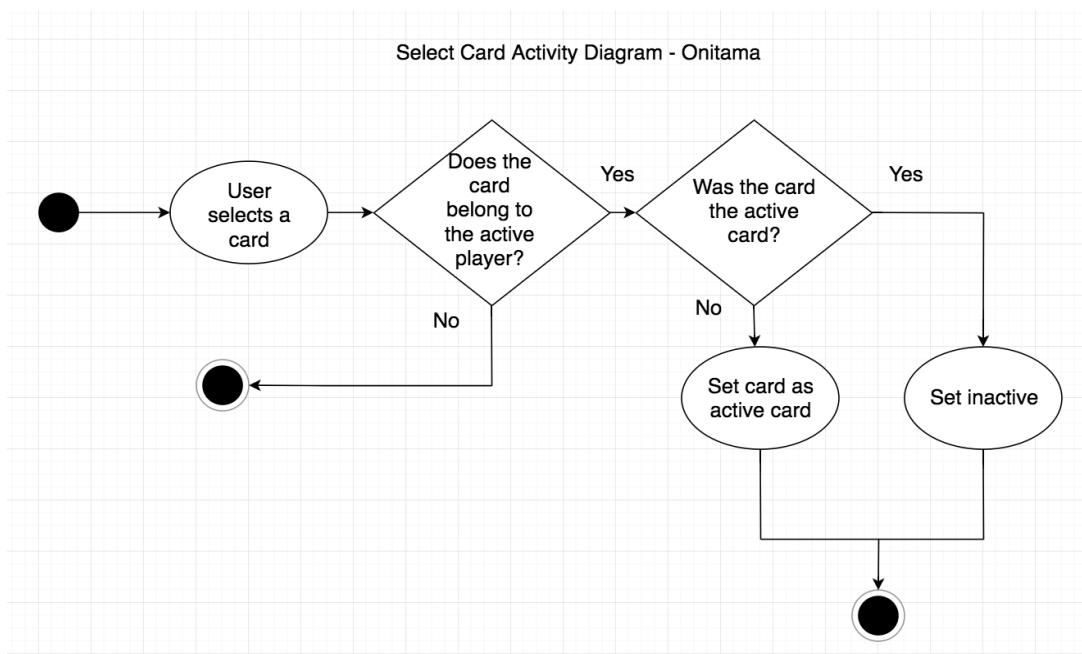 Select Card Activity Diagram - Onitama
User
selects a
card
Does the
card
belong to
the active
player?
Yes
Was the card
the active
card?
Yes
No
No
Set card as
active card
Set inactive